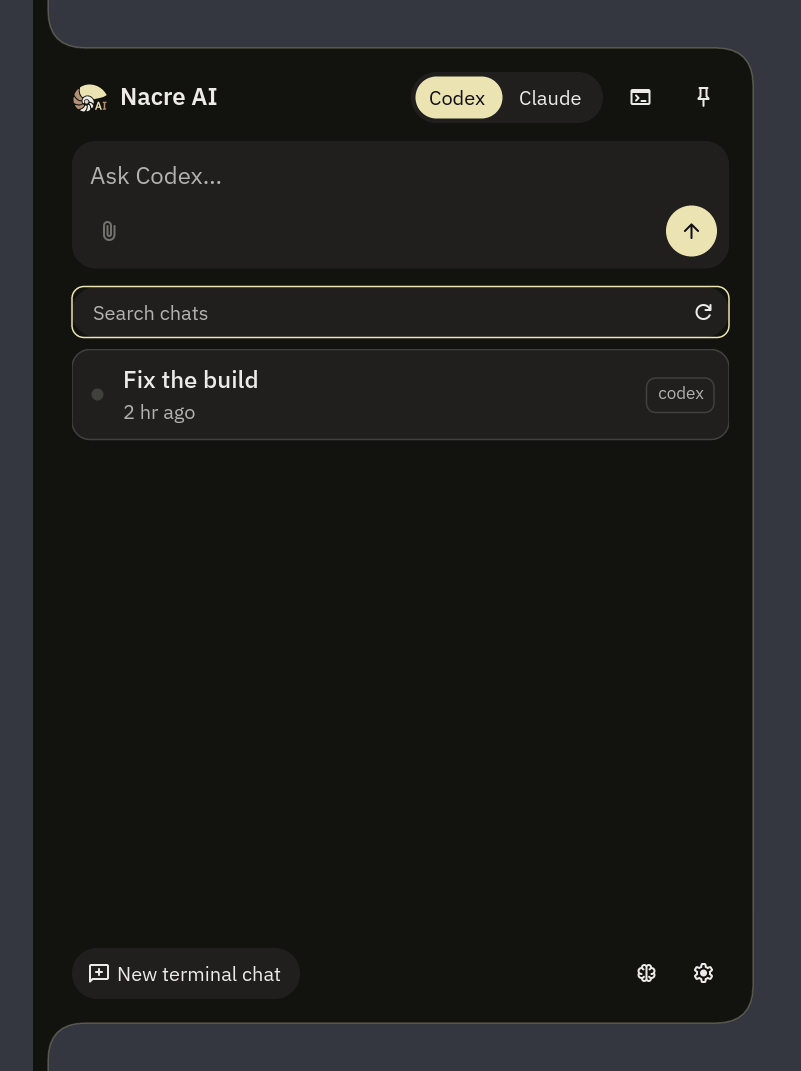 AI
Nacre AI
Codex
Claude
Ask Codex...
Search chats
Fix the build
2 hr ago
codex
New terminal chat